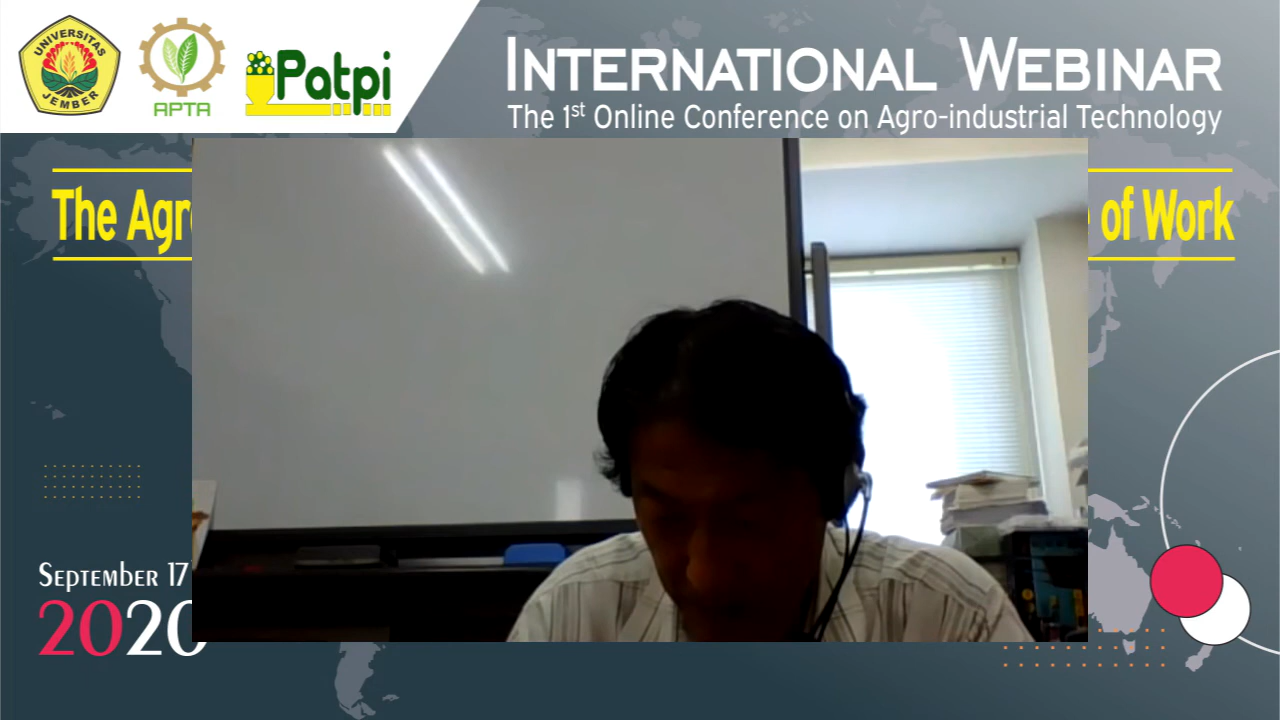 UNIVERSITAS
JEMBER
APTA
Patpi
INTERNATIONAL WEBINAR
The 1st Online Conference on Agro-industrial Technology
The Agr
of Work
SEPTEMBER 17
2020